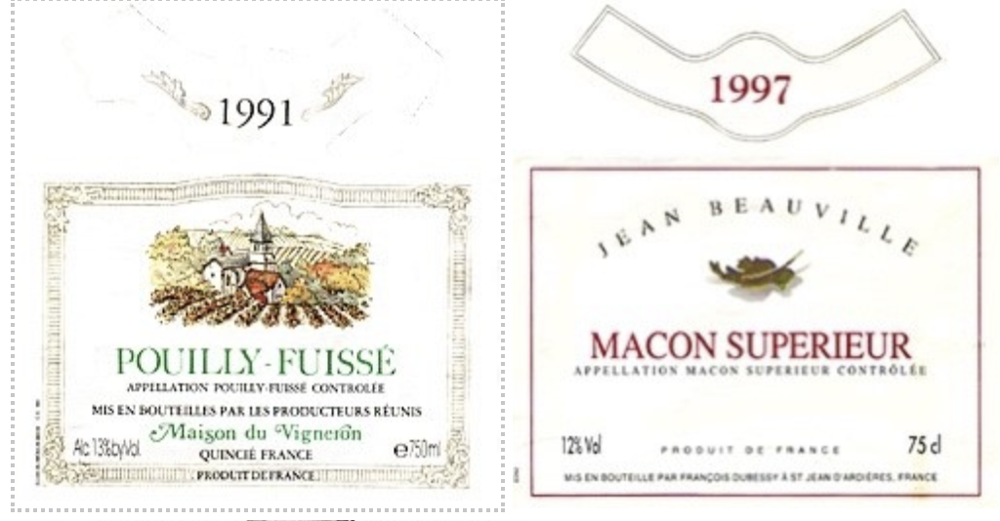 1991
POUILLY-FUISSÉ
APPELLATION POUILLY-FUISSÉ CONTROLÉE
MIS EN BOUTEILLES PAR LES PRODUCTEURS RÉUNIS
Maison du Vigneron
Alc.13%byVol.
QUINCIÉ FRANCE
e750ml
PRODUIT DE FRANCE
1997
JEAN BEAUVILLE
MACON SUPERIEUR
APPELLATION MACON SUPERIEUR CONTRÔLÉE
12% Vol
PRODUIT DE FRANCE
75 cl
MIS EN BOUTEILLE PAR FRANÇOIS DUBESSY À ST JEAN D'ARDIÈRES, FRANCE